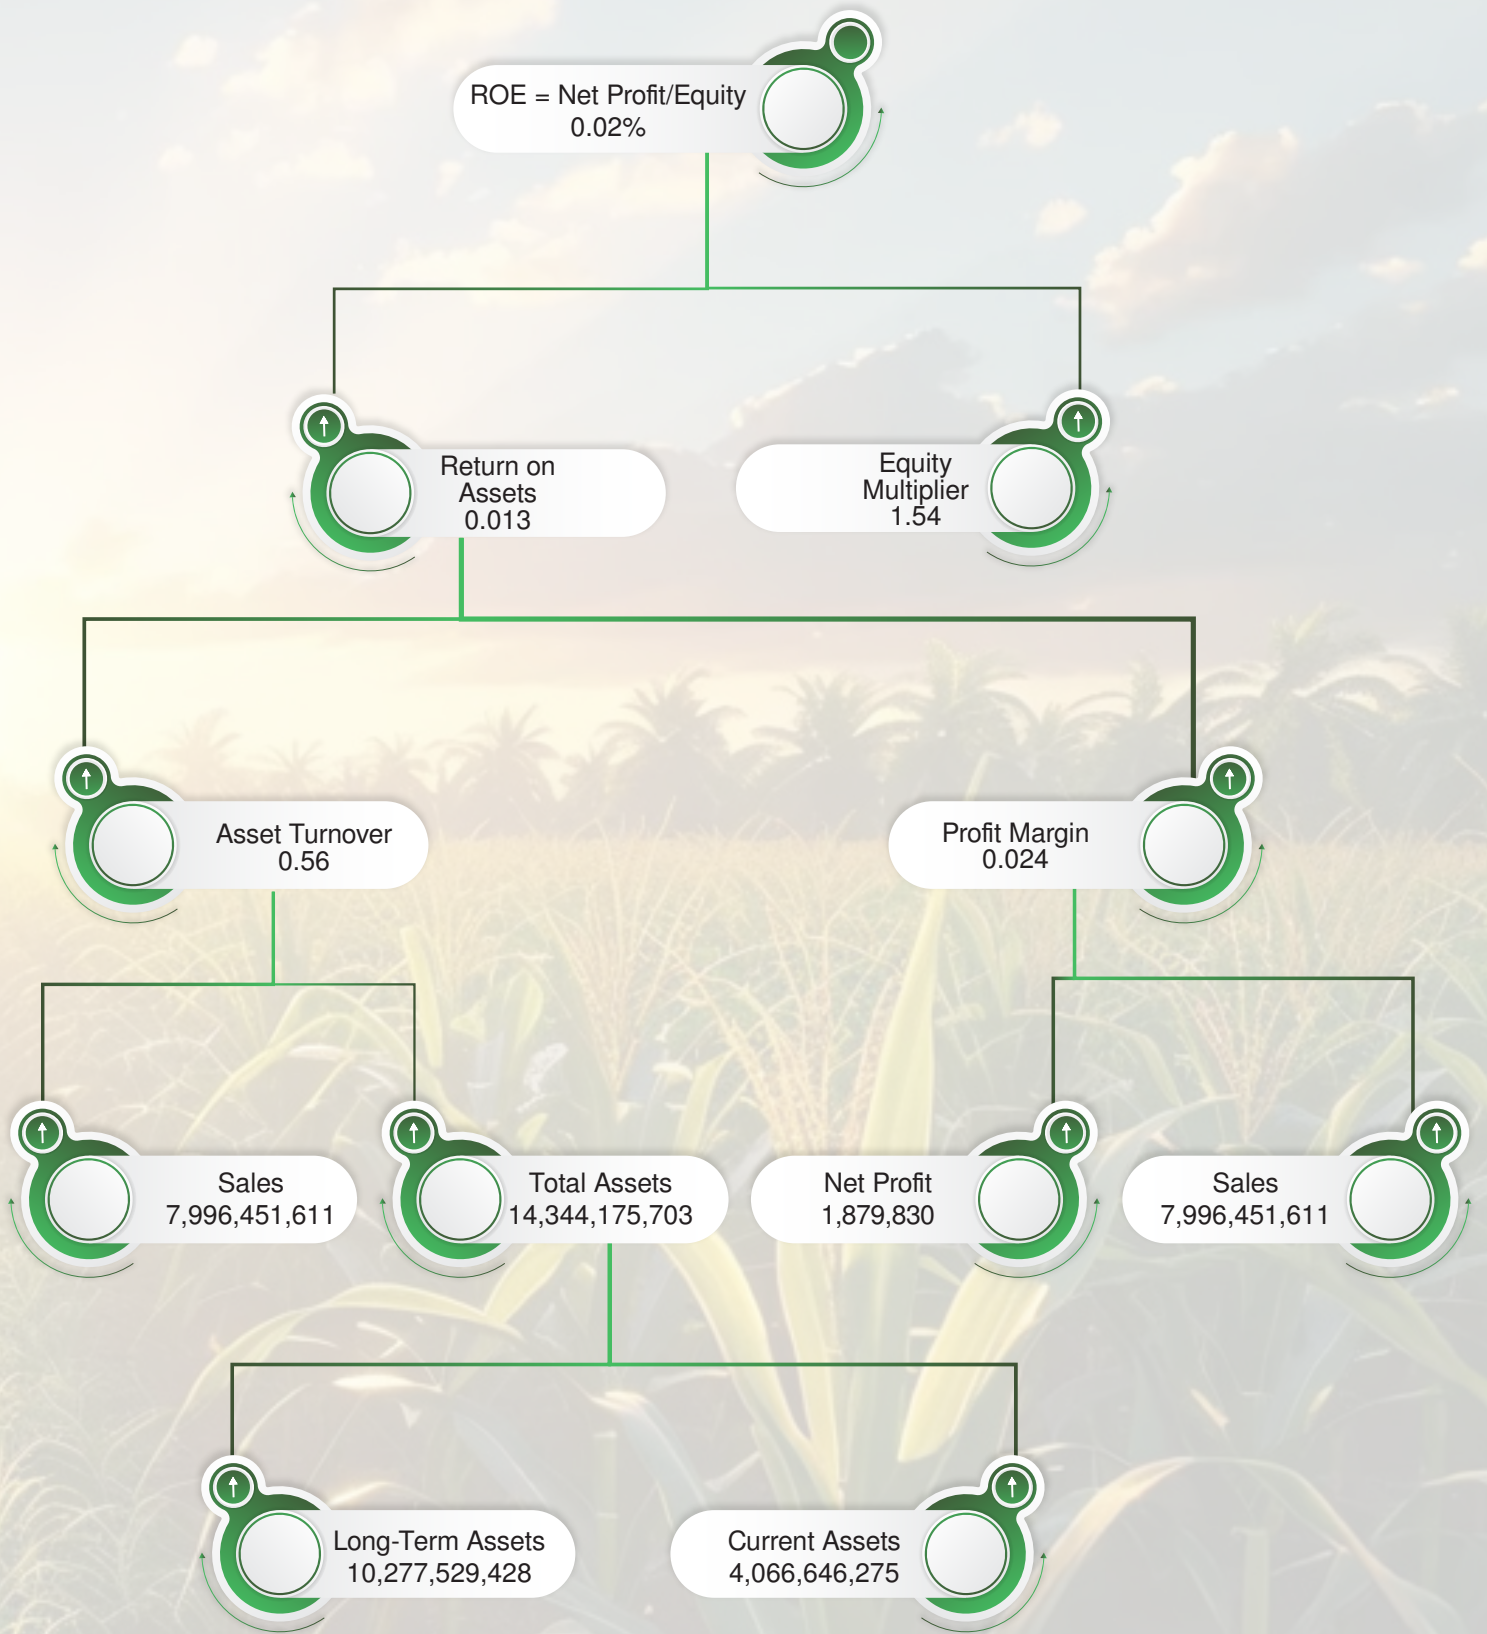 ROE = Net Profit/Equity
0.02%
Return on
Assets
0.013
Equity
Multiplier
1.54
Asset Turnover
0.56
Profit Margin
0.024
Sales
7,996,451,611
Total Assets
14,344,175,703
Net Profit
1,879,830
Sales
7,996,451,611
Long-Term Assets
10,277,529,428
Current Assets
4,066,646,275